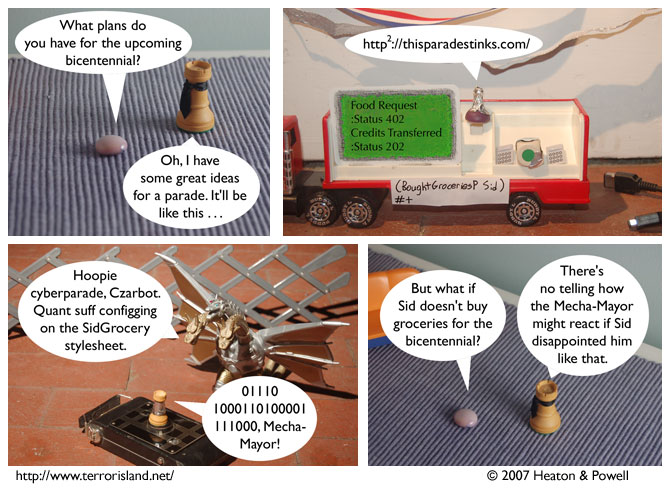 What plans do
you have for the upcoming
bicentennial?
Oh, I have
some great ideas
for a parade. It'll be
like this . . .
http²://thisparadestinks.com/
Food Request
:Status 402
Credits Transferred
:Status 202
(BoughtGroceriesP Sid)
#+
Hoopie
cyberparade, Czarbot.
Quant suff configging
on the SidGrocery
stylesheet.
01110
1000110100001
111000, Mecha-
Mayor!
But what if
Sid doesn't buy
groceries for the
bicentennial?
There's
no telling how
the Mecha-Mayor
might react if Sid
disappointed him
like that.
http://www.terrorisland.net/
© 2007 Heaton & Powell